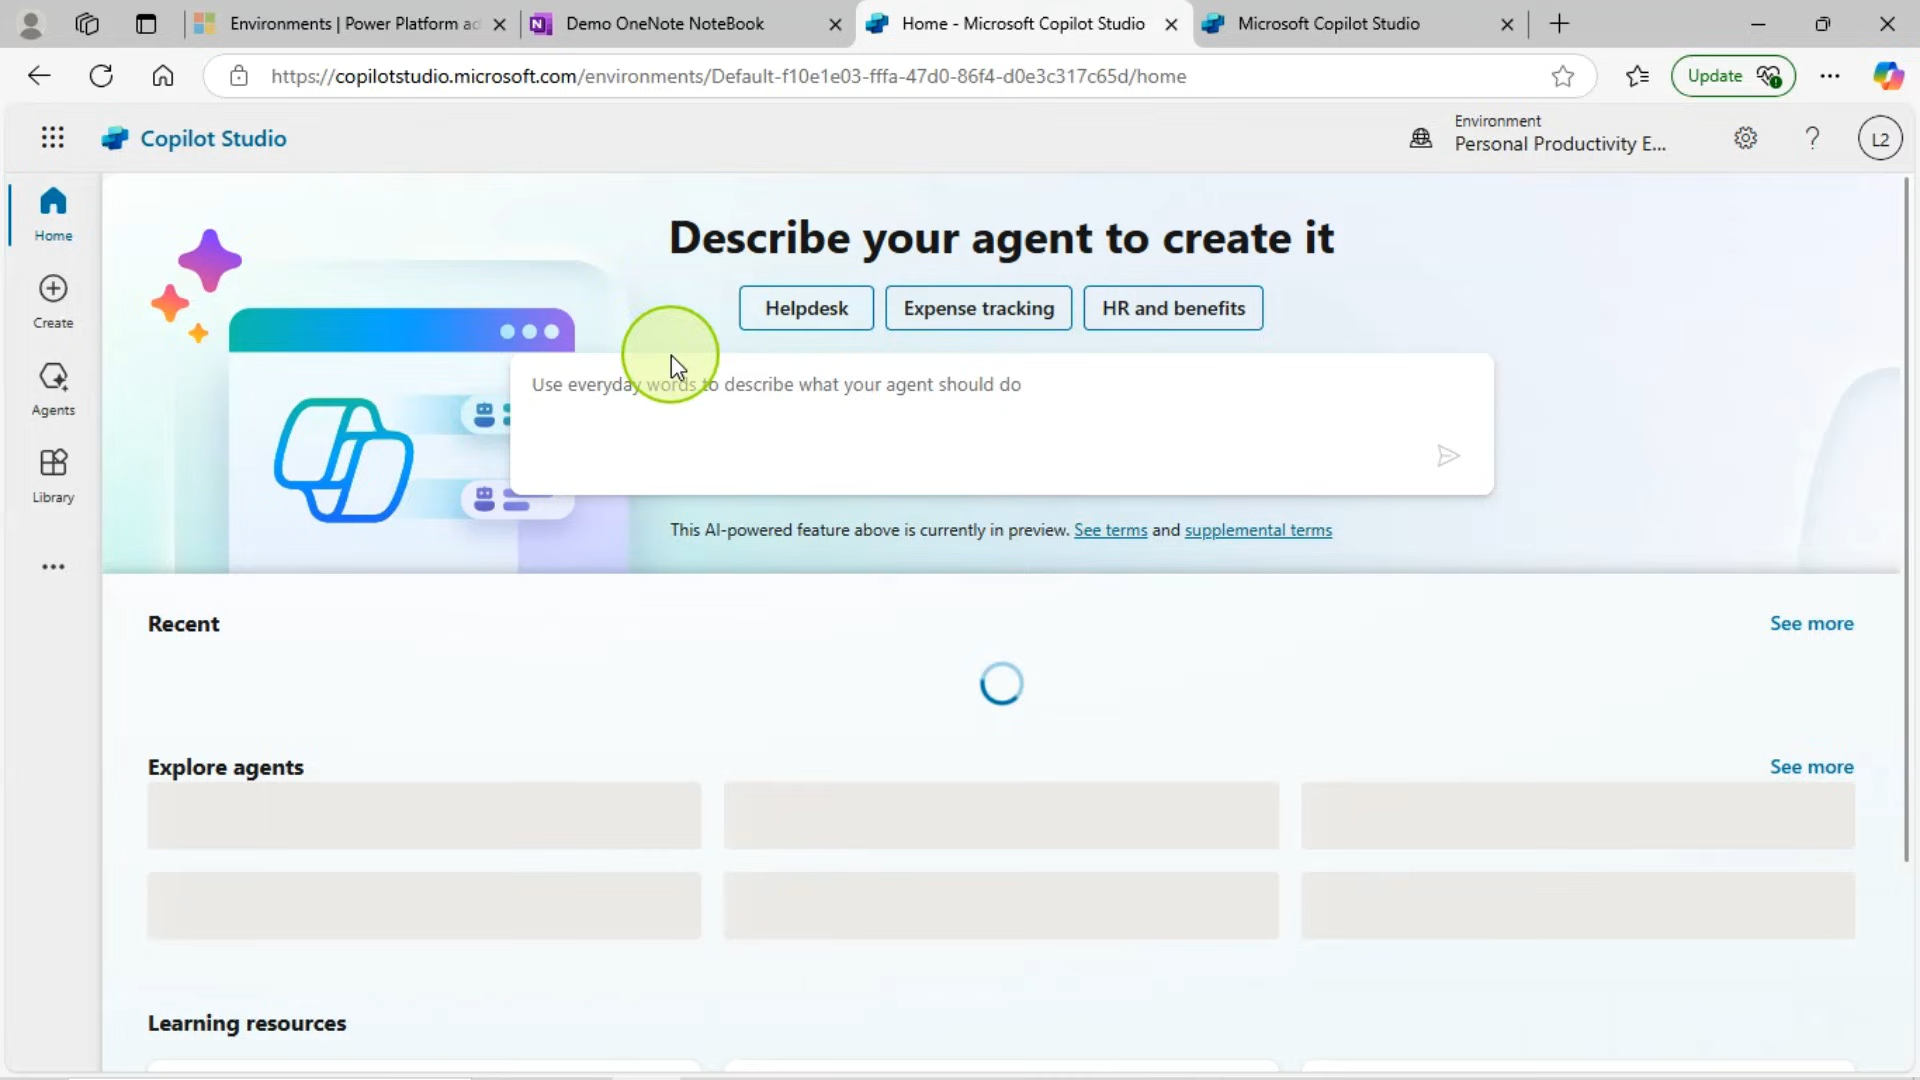 Environments | Power Platform ad
Demo OneNote NoteBook
Home - Microsoft Copilot Studio
Microsoft Copilot Studio
https://copilotstudio.microsoft.com/environments/Default-f10e1e03-fffa-47d0-86f4-d0e3c317c65d/home
Update
Copilot Studio
Environment
Personal Productivity E...
L2
Home
Create
Agents
Library
Describe your agent to create it
Helpdesk
Expense tracking
HR and benefits
Use everyday words to describe what your agent should do
This AI-powered feature above is currently in preview. See terms and supplemental terms
Recent
See more
Explore agents
See more
Learning resources